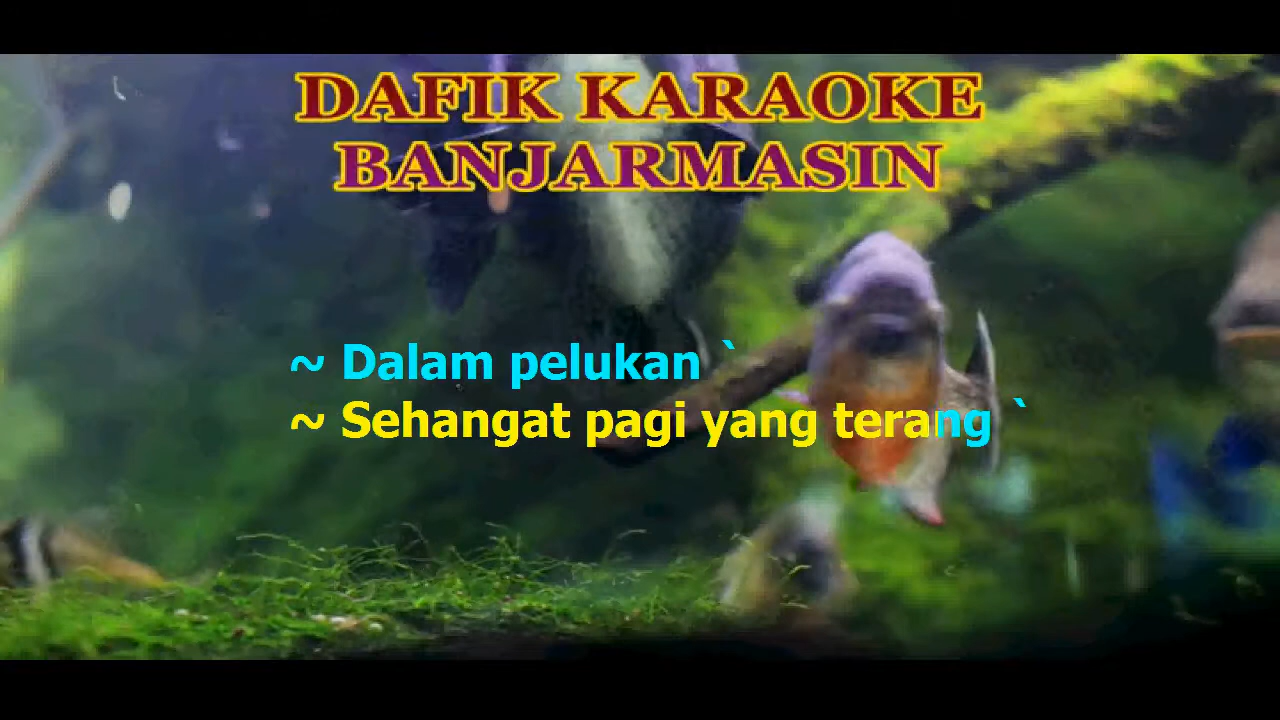 DAFIK KARAOKE
BANJARMASIN
~ Dalam pelukan `
~ Sehangat pagi yang terang `